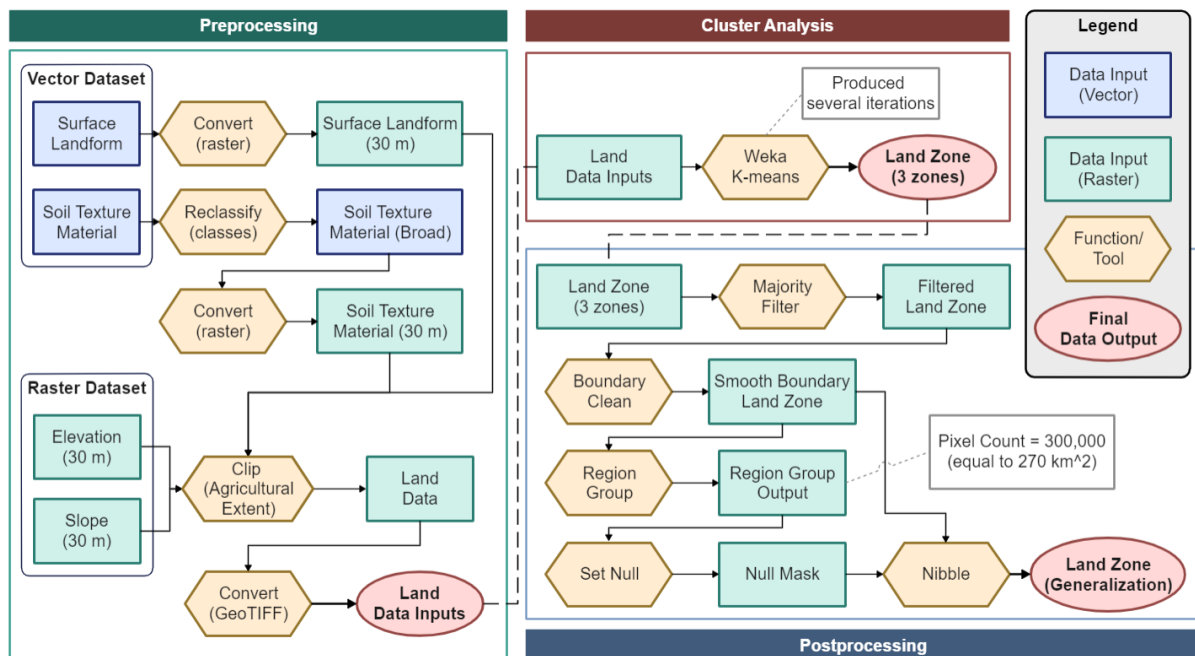 Preprocessing
Vector Dataset
Surface
Landform
Convert
(raster)
Surface Landform
(30 m)
Soil Texture
Material
Reclassify
(classes)
Soil Texture
Material (Broad)
Convert
(raster)
Soil Texture
Material (30 m)
Raster Dataset
Elevation
(30 m)
Slope
(30 m)
Clip
(Agricultural
Extent)
Land
Data
Convert
(GeoTIFF)
Land
Data Inputs
Cluster Analysis
Produced
several iterations
Land
Data Inputs
Weka
K-means
Land Zone
(3 zones)
Land Zone
(3 zones)
Majority
Filter
Filtered
Land Zone
Boundary
Clean
Smooth Boundary
Land Zone
Pixel Count = 300,000
(equal to 270 km^2)
Region
Group
Region Group
Output
Set Null
Null Mask
Nibble
Land Zone
(Generalization)
Postprocessing
Legend
Data Input
(Vector)
Data Input
(Raster)
Function/
Tool
Final
Data Output